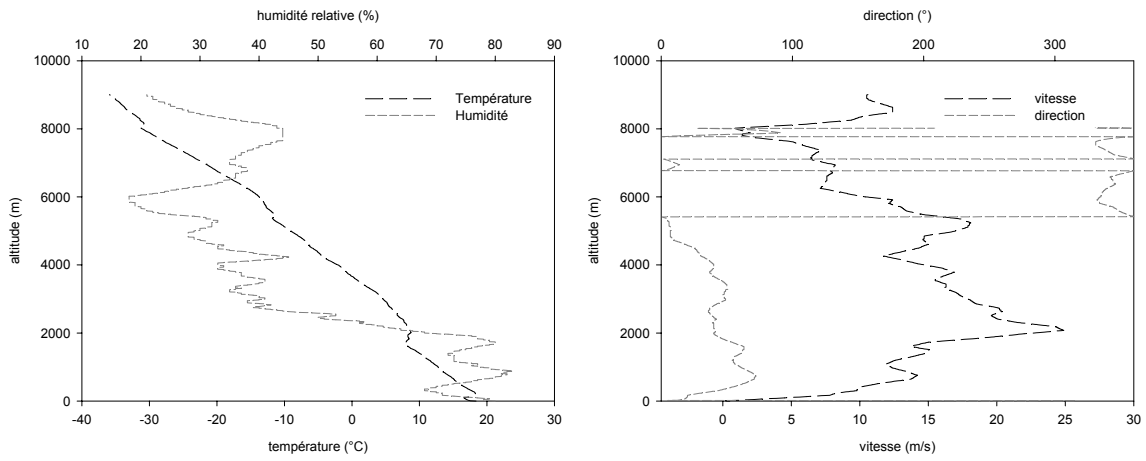 humidité relative (%)
10 20 30 40 50 60 70 80 90
10000
8000
6000
4000
2000
0
altitude (m)
Température
Humidité
-40 -30 -20 -10 0 10 20 30
température (°C)
direction (°)
0 100 200 300
10000
8000
6000
4000
2000
0
altitude (m)
vitesse
direction
0 5 10 15 20 25 30
vitesse (m/s)